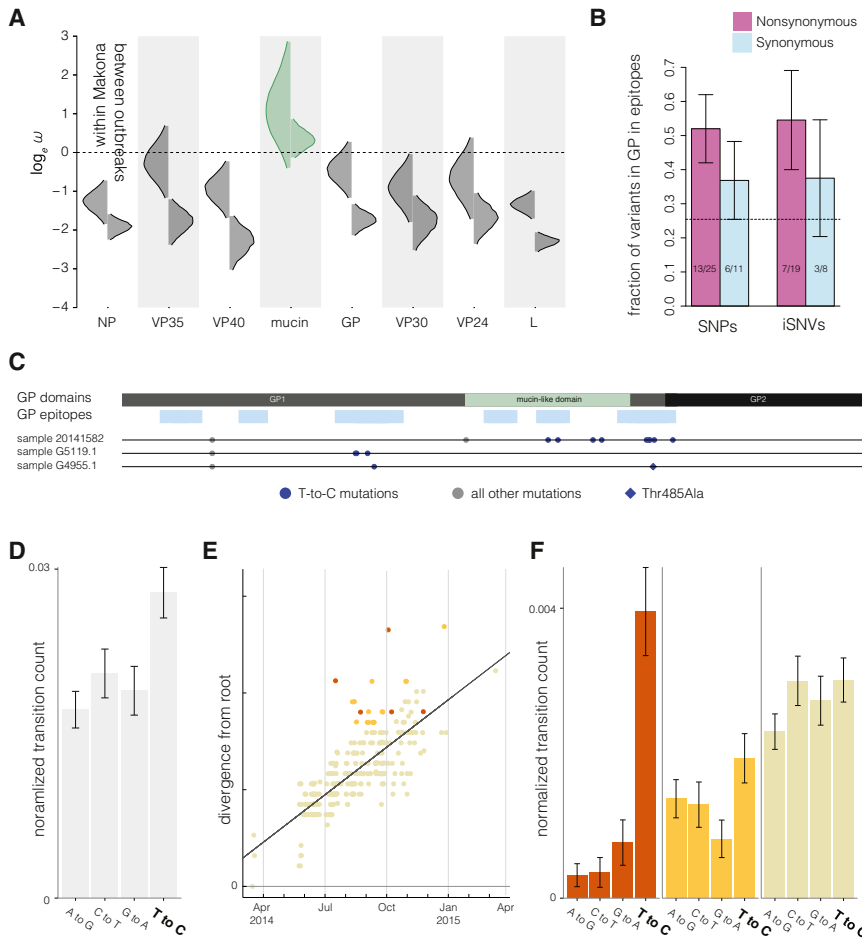 A
3
2
1
0
−1
−2
−3
−4
log_e ω
within Makona
between outbreaks
NP
VP35
VP40
mucin
GP
VP30
VP24
L
B
Nonsynonymous
Synonymous
fraction of variants in GP in epitopes
0.7
0.6
0.5
0.4
0.3
0.2
0.1
0.0
13/25
6/11
7/19
3/8
SNPs
iSNVs
C
GP domains
GP1
mucin-like domain
GP2
GP epitopes
sample 20141582
sample G5119.1
sample G4955.1
T-to-C mutations
all other mutations
Thr485Ala
D
0.03
0
noramlized transition count
A to G
C to T
G to A
T to C
E
divergence from root
0
Apr
2014
Jul
Oct
Jan
2015
Apr
F
0.004
0
normalized transition count
A to G
C to T
G to A
T to C
A to G
C to T
G to A
T to C
A to G
C to T
G to A
T to C